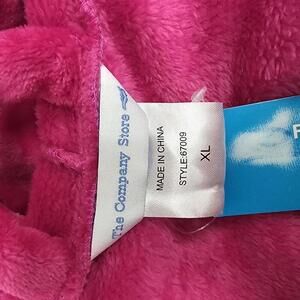 The Company Store
MADE IN CHINA
STYLE:67009
XL